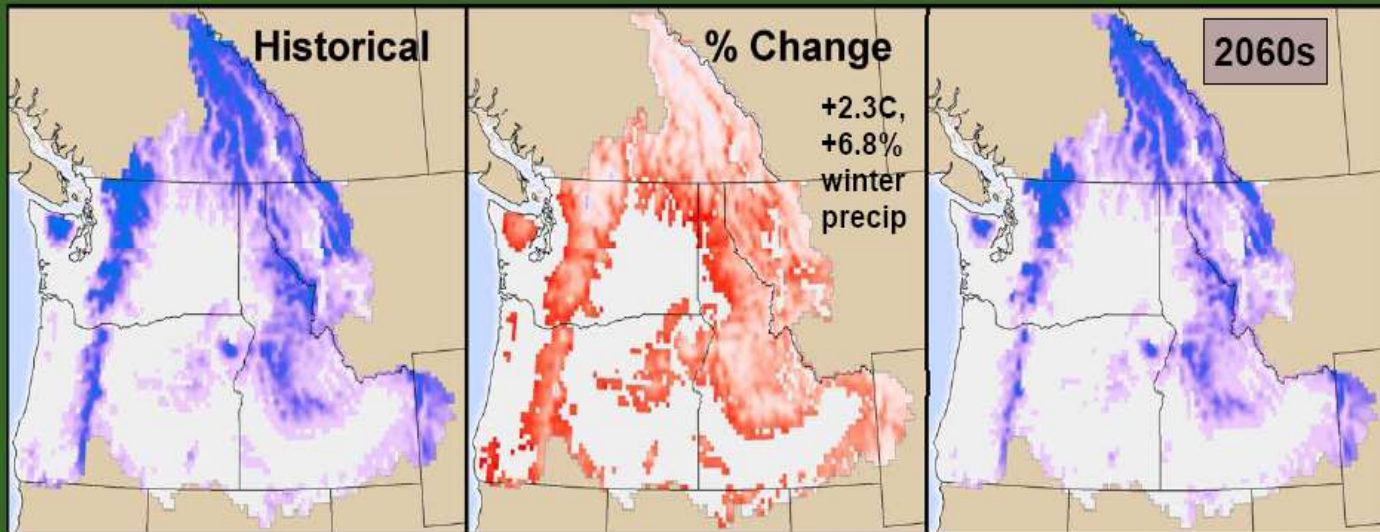 Historical
% Change
+2.3C,
+6.8%
winter
precip
2060s